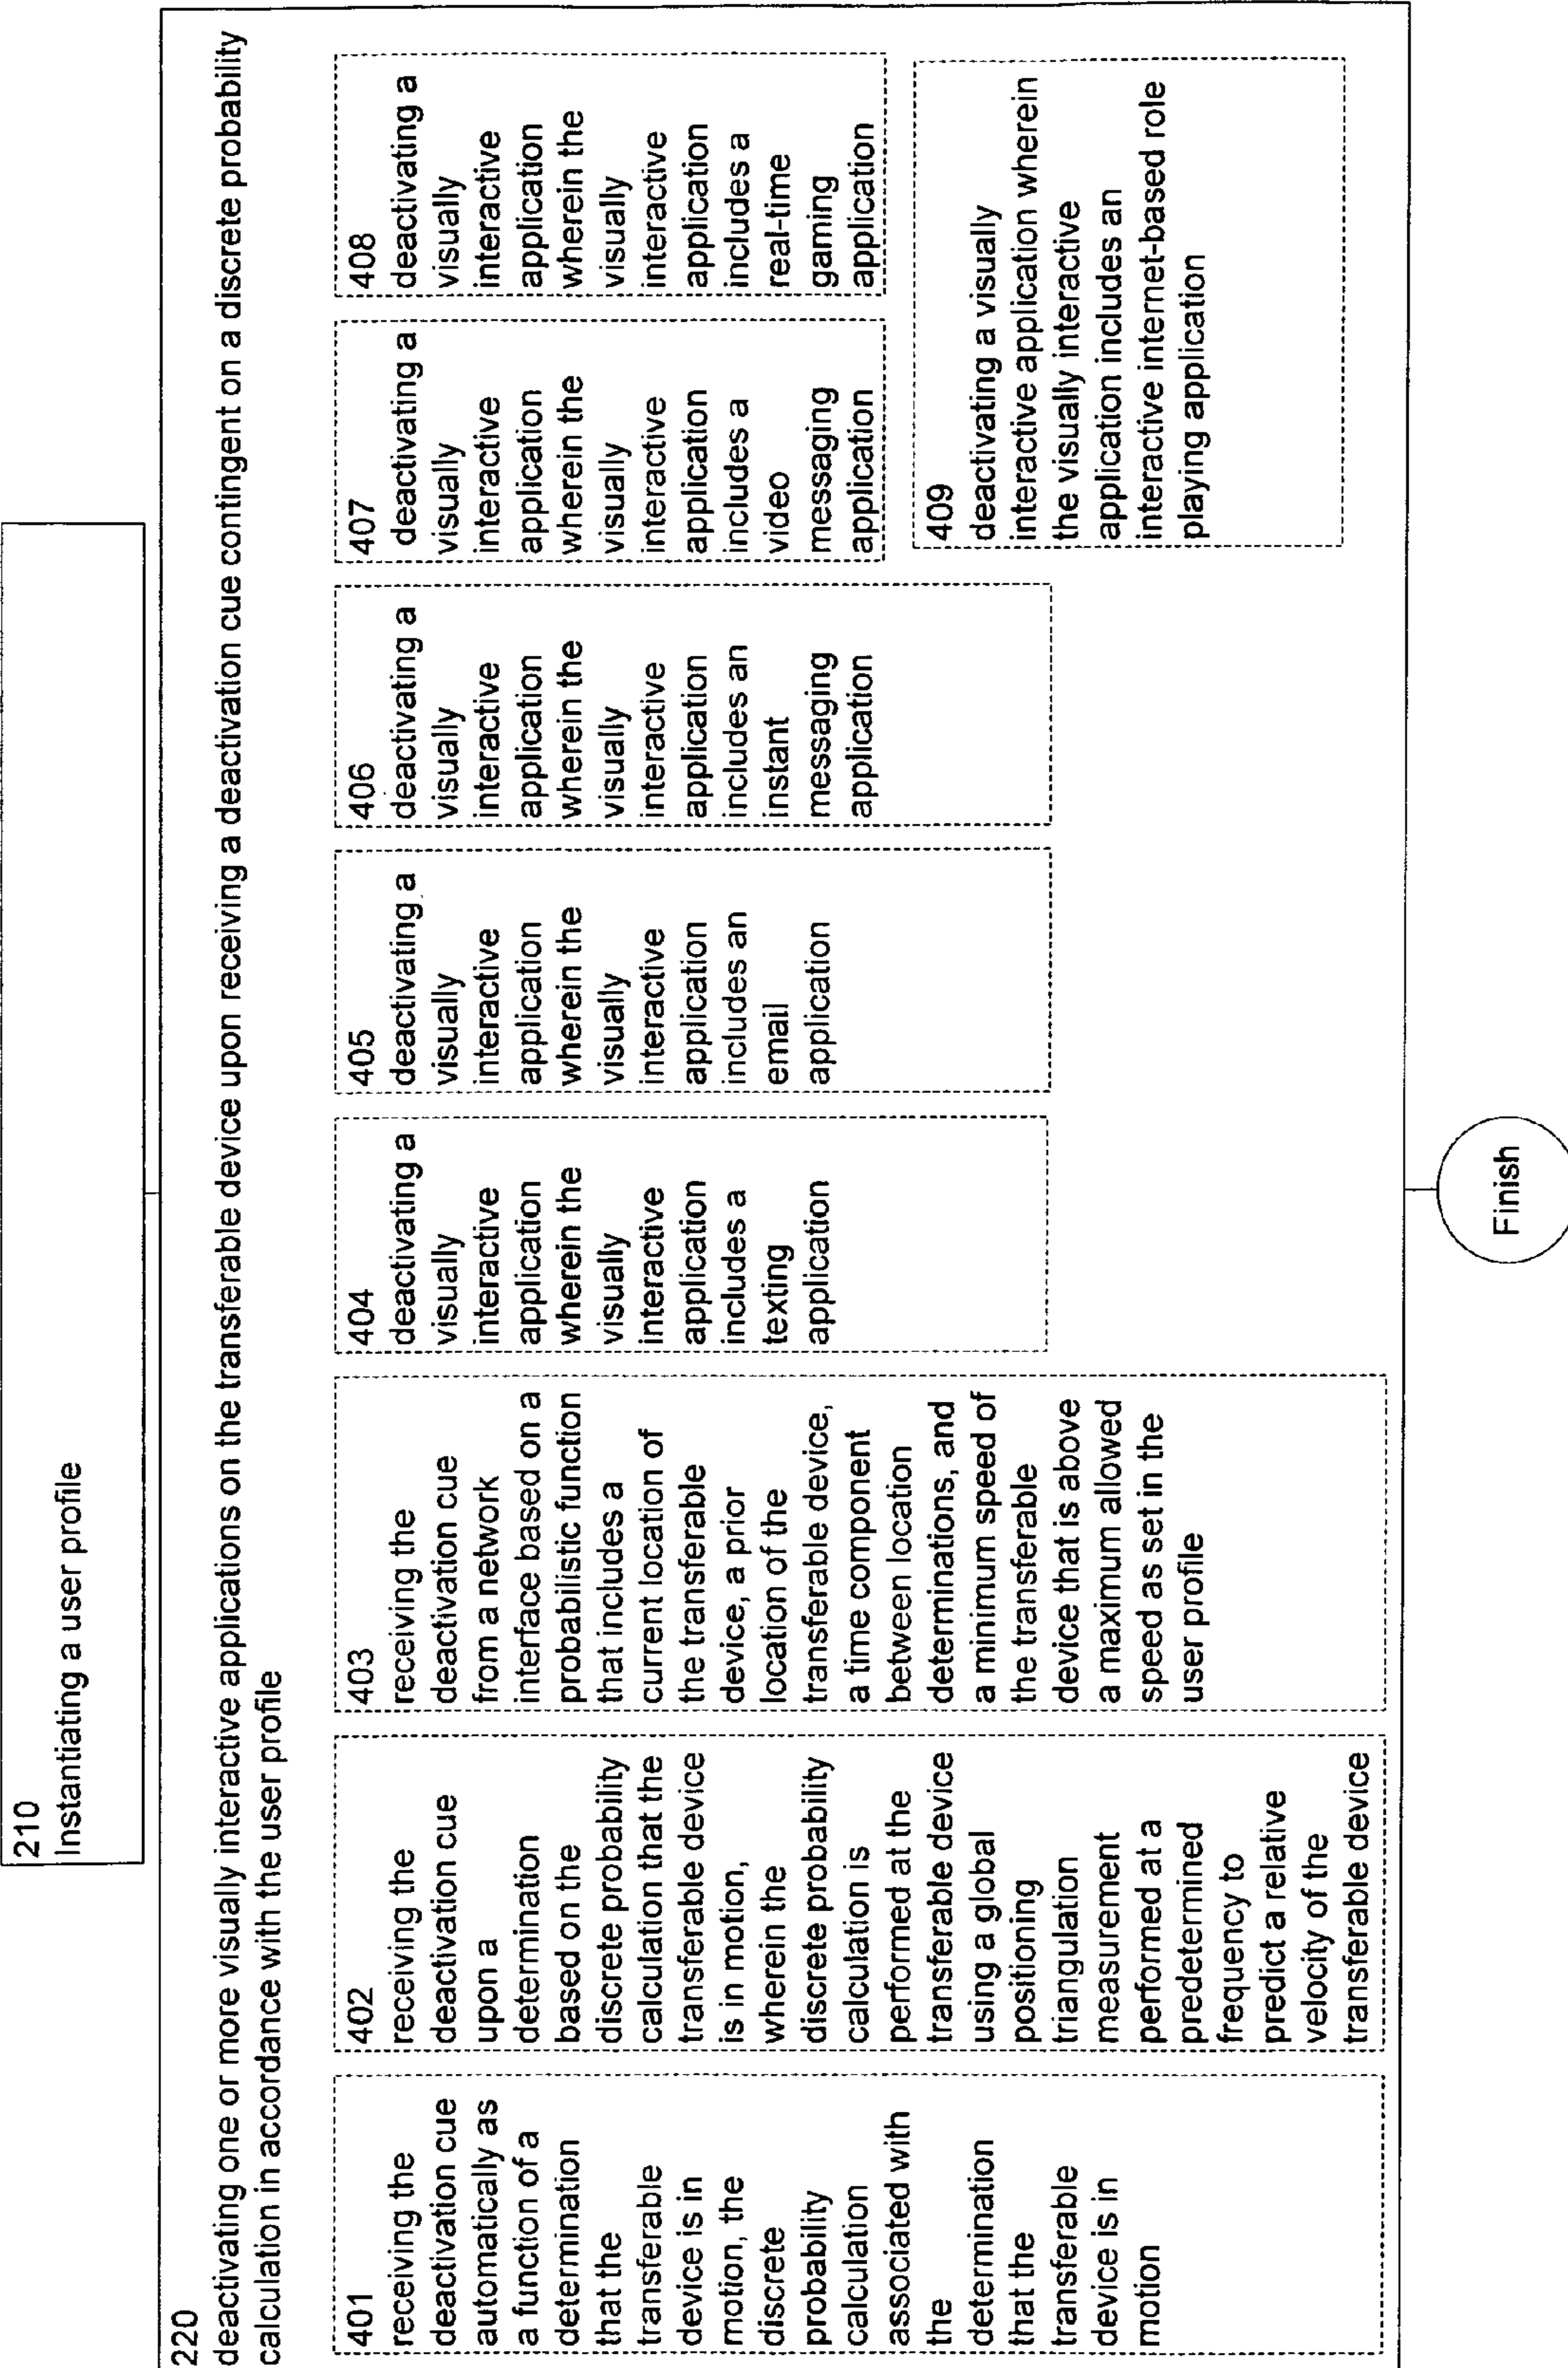 210
Instantiating a user profile
220
deactivating one or more visually interactive applications on the transferable device upon receiving a deactivation cue contingent on a discrete probability
calculation in accordance with the user profile
401
receiving the
deactivation cue
automatically as
a function of a
determination
that the
transferable
device is in
motion, the
discrete
probability
calculation
associated with
the
determination
that the
transferable
device is in
motion
402
receiving the
deactivation cue
upon a
determination
based on the
discrete probability
calculation that the
transferable device
is in motion,
wherein the
discrete probability
calculation is
performed at the
transferable device
using a global
positioning
triangulation
measurement
performed at a
predetermined
frequency to
predict a relative
velocity of the
transferable device
403
receiving the
deactivation cue
from a network
interface based on a
probabilistic function
that includes a
current location of
the transferable
device, a prior
location of the
transferable device,
a time component
between location
determinations, and
a minimum speed of
the transferable
device that is above
a maximum allowed
speed as set in the
user profile
404
deactivating a
visually
interactive
application
wherein the
visually
interactive
application
includes a
texting
application
405
deactivating a
visually
interactive
application
wherein the
visually
interactive
application
includes an
email
application
406
deactivating a
visually
interactive
application
wherein the
visually
interactive
application
includes an
instant
messaging
application
407
deactivating a
visually
interactive
application
wherein the
visually
interactive
application
includes a
video
messaging
application
408
deactivating a
visually
interactive
application
wherein the
visually
interactive
application
includes a
real-time
gaming
application
409
deactivating a visually
interactive application wherein
the visually interactive
application includes an
interactive internet-based role
playing application
Finish